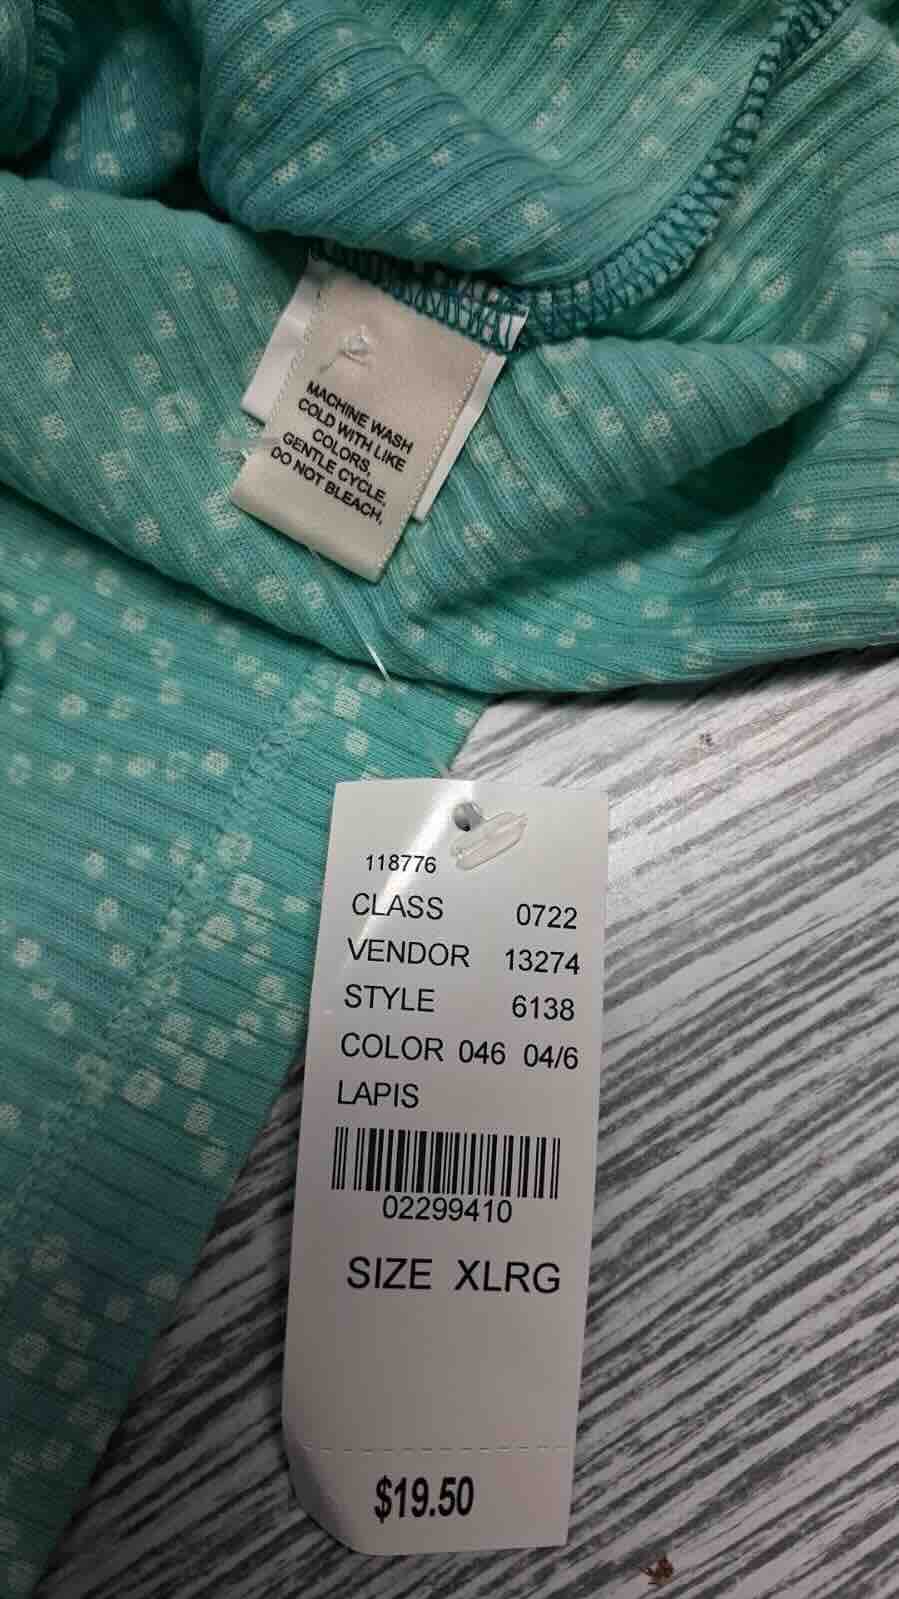 MACHINE WASH
COLD WITH LIKE
COLORS,
GENTLE CYCLE,
DO NOT BLEACH,
118776
CLASS 0722
VENDOR 13274
STYLE 6138
COLOR 046 04/6
LAPIS
02299410
SIZE XLRG
$19.50